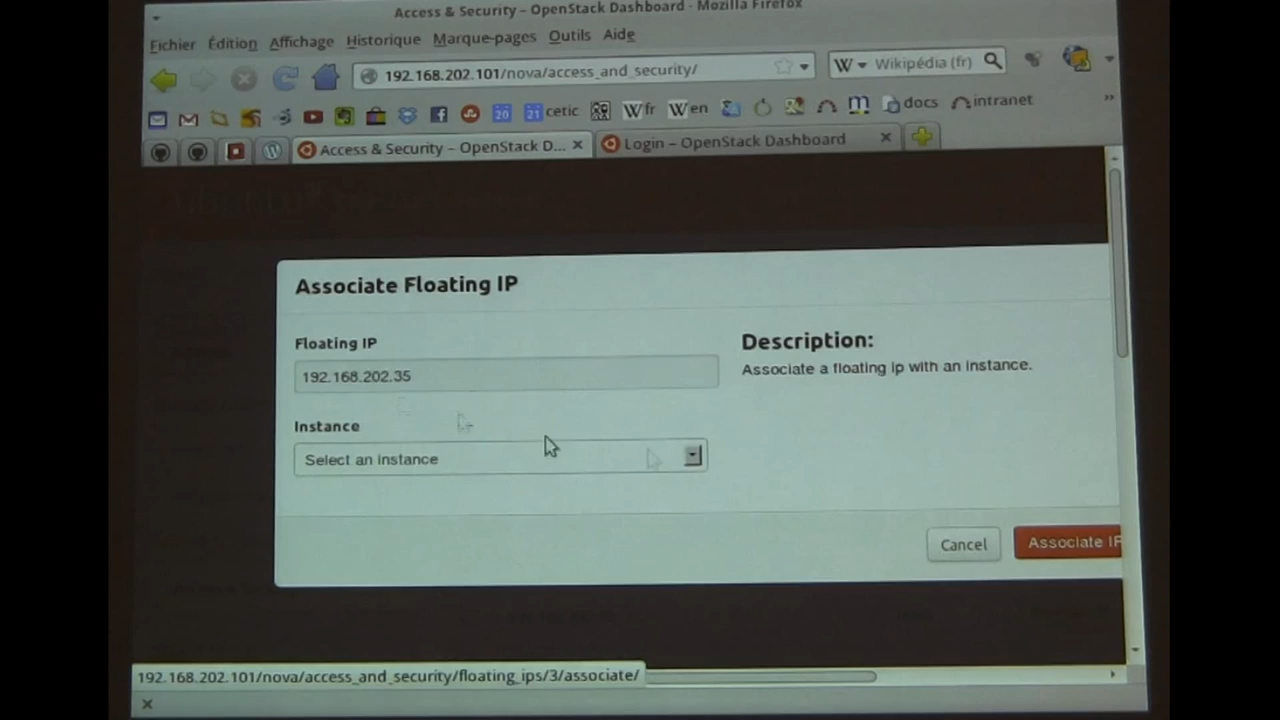 Access & Security – OpenStack Dashboard - Mozilla Firefox
Fichier Édition Affichage Historique Marque-pages Outils Aide
192.168.202.101/nova/access_and_security/ W Wikipédia (fr)
20 21 cetic W fr W en m docs intranet »
Access & Security – OpenStack D... × Login – OpenStack Dashboard ×
Associate Floating IP
Floating IP
192.168.202.35
Description:
Associate a floating ip with an instance.
Instance
Select an instance
Cancel Associate IP
192.168.202.101/nova/access_and_security/floating_ips/3/associate/
×